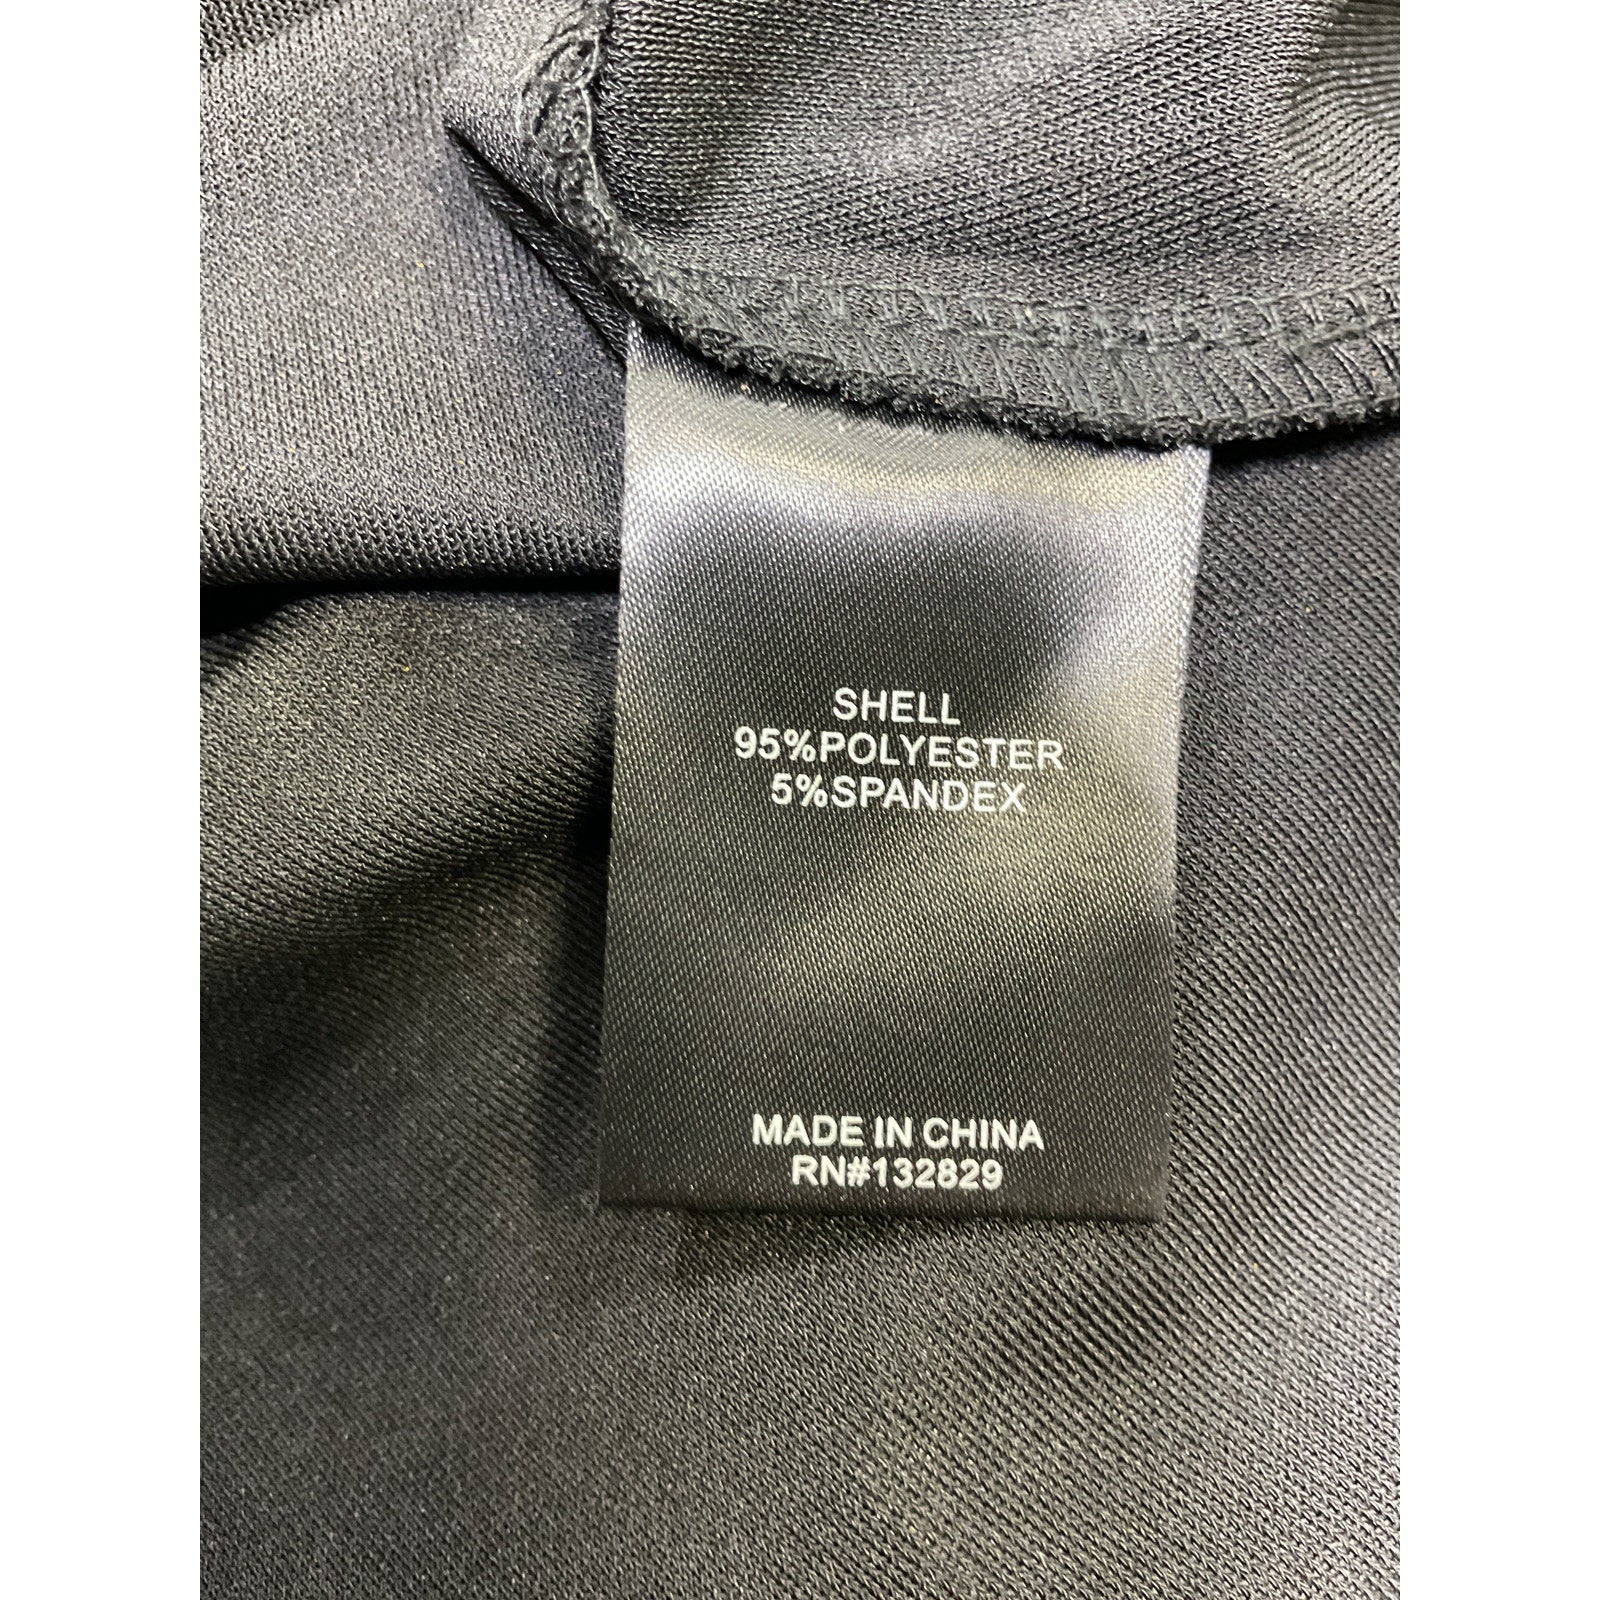 SHELL
95%POLYESTER
5%SPANDEX
MADE IN CHINA
RN#132829